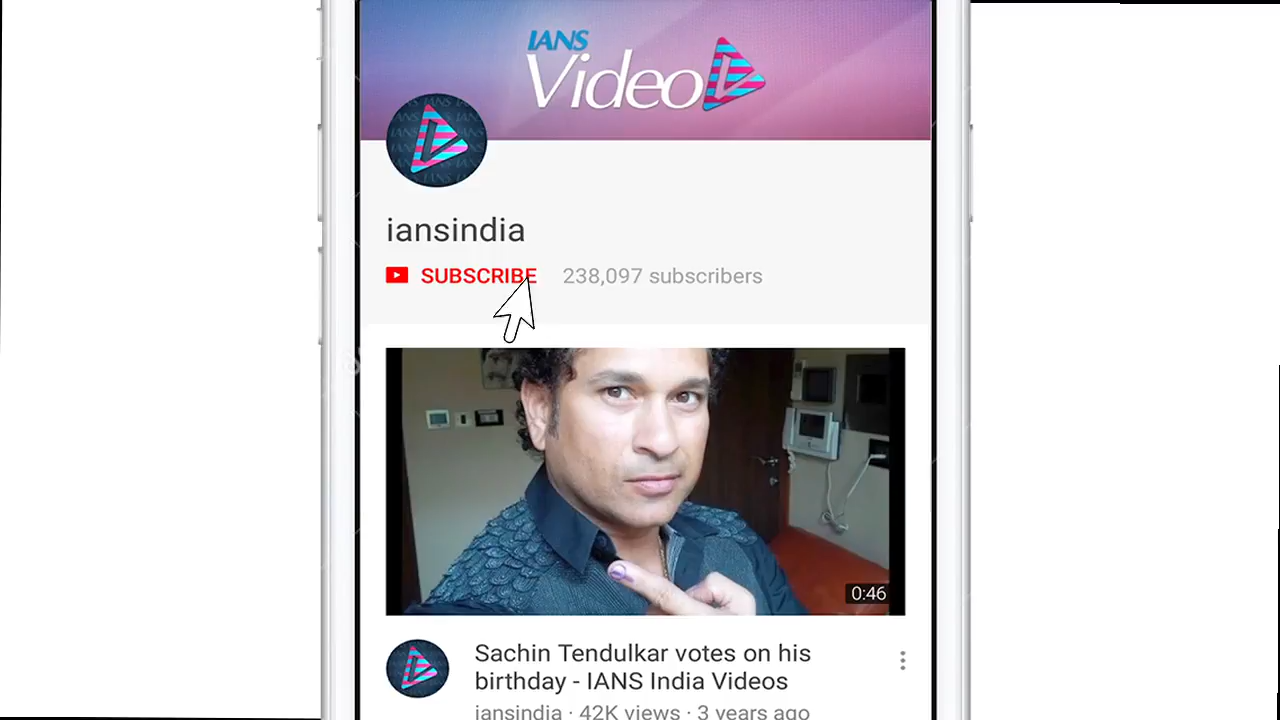 IANS
Video
iansindia
SUBSCRIBE 238,097 subscribers
0:46
Sachin Tendulkar votes on his
birthday - IANS India Videos
iansindia · 42K views · 3 years ago